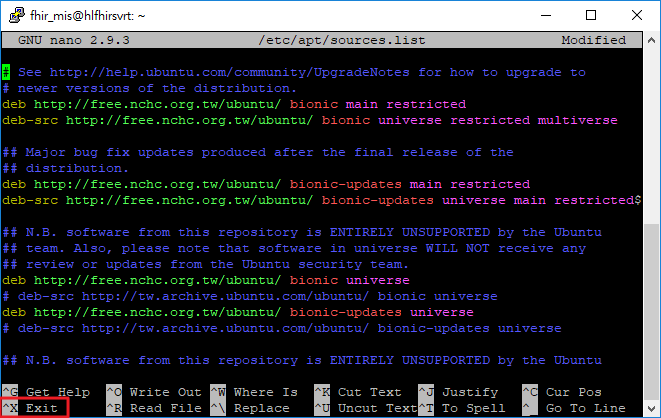 fhir_mis@hlfhirsvrt: ~
GNU nano 2.9.3 /etc/apt/sources.list Modified
# See http://help.ubuntu.com/community/UpgradeNotes for how to upgrade to
# newer versions of the distribution.
deb http://free.nchc.org.tw/ubuntu/ bionic main restricted
deb-src http://free.nchc.org.tw/ubuntu/ bionic universe restricted multiverse
## Major bug fix updates produced after the final release of the
## distribution.
deb http://free.nchc.org.tw/ubuntu/ bionic-updates main restricted
deb-src http://free.nchc.org.tw/ubuntu/ bionic-updates universe main restricted$
## N.B. software from this repository is ENTIRELY UNSUPPORTED by the Ubuntu
## team. Also, please note that software in universe WILL NOT receive any
## review or updates from the Ubuntu security team.
deb http://free.nchc.org.tw/ubuntu/ bionic universe
# deb-src http://tw.archive.ubuntu.com/ubuntu/ bionic universe
deb http://free.nchc.org.tw/ubuntu/ bionic-updates universe
# deb-src http://tw.archive.ubuntu.com/ubuntu/ bionic-updates universe
## N.B. software from this repository is ENTIRELY UNSUPPORTED by the Ubuntu
^G Get Help ^O Write Out ^W Where Is ^K Cut Text ^J Justify ^C Cur Pos
^X Exit ^R Read File ^\ Replace ^U Uncut Text ^T To Spell ^_ Go To Line